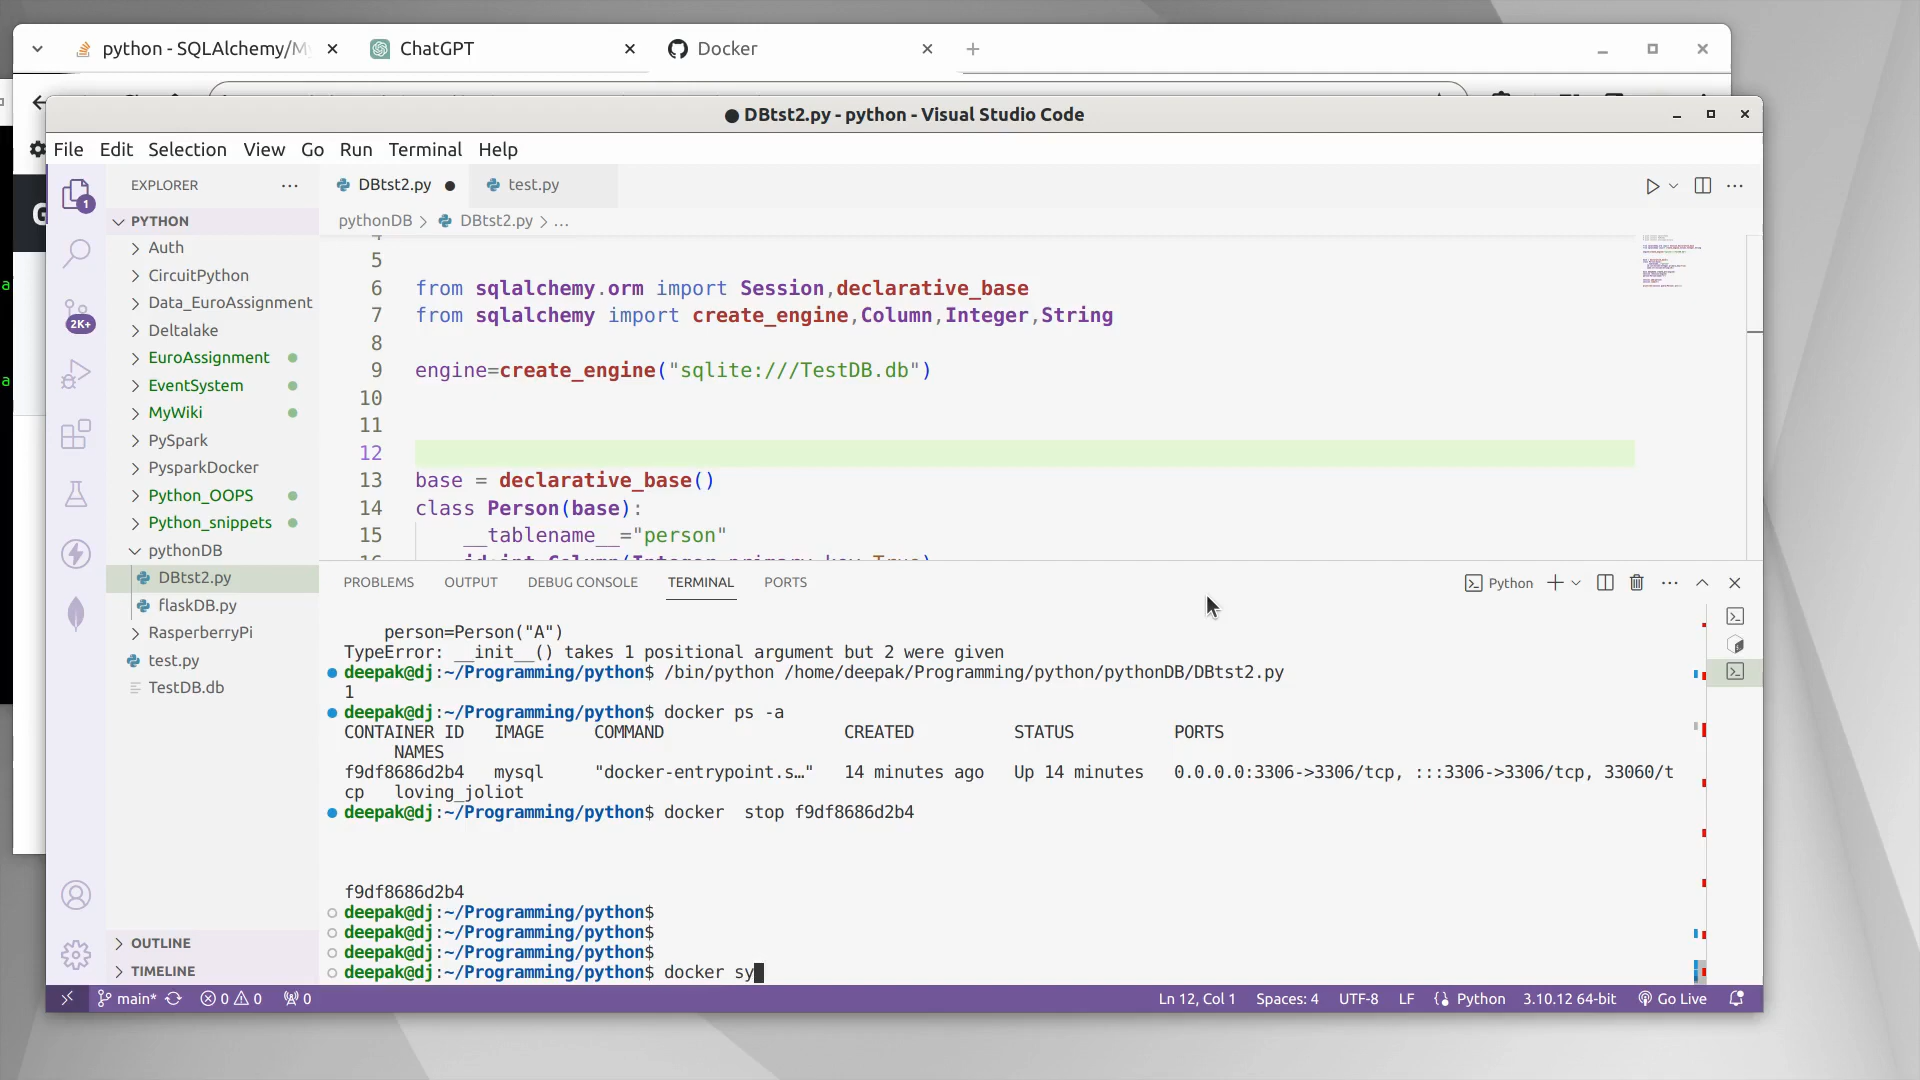 python - SQLAlchemy/My
ChatGPT
Docker
DBtst2.py - python - Visual Studio Code
File Edit Selection View Go Run Terminal Help
EXPLORER
DBtst2.py
test.py
PYTHON
pythonDB > DBtst2.py > ...
Auth
CircuitPython
Data_EuroAssignment
Deltalake
EuroAssignment
EventSystem
MyWiki
PySpark
PysparkDocker
Python_OOPS
Python_snippets
pythonDB
DBtst2.py
flaskDB.py
RasperberryPi
test.py
TestDB.db
OUTLINE
TIMELINE
1
2K+
G
a
a
5
6 from sqlalchemy.orm import Session,declarative_base
7 from sqlalchemy import create_engine,Column,Integer,String
8
9 engine=create_engine("sqlite:///TestDB.db")
10
11
12
13 base = declarative_base()
14 class Person(base):
15 __tablename__="person"
16 id:int=Column(Integer,primary_key=True)
PROBLEMS OUTPUT DEBUG CONSOLE TERMINAL PORTS
Python
person=Person("A")
TypeError: __init__() takes 1 positional argument but 2 were given
deepak@dj:~/Programming/python$ /bin/python /home/deepak/Programming/python/pythonDB/DBtst2.py
1
deepak@dj:~/Programming/python$ docker ps -a
CONTAINER ID IMAGE COMMAND CREATED STATUS PORTS
NAMES
f9df8686d2b4 mysql "docker-entrypoint.s…" 14 minutes ago Up 14 minutes 0.0.0.0:3306->3306/tcp, :::3306->3306/tcp, 33060/t
cp loving_joliot
deepak@dj:~/Programming/python$ docker  stop f9df8686d2b4
f9df8686d2b4
deepak@dj:~/Programming/python$
deepak@dj:~/Programming/python$
deepak@dj:~/Programming/python$
deepak@dj:~/Programming/python$ docker sy
main* 0 0 0
Ln 12, Col 1 Spaces: 4 UTF-8 LF Python 3.10.12 64-bit Go Live